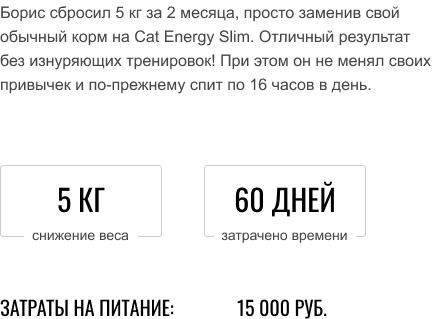 Борис сбросил 5 кг за 2 месяца, просто заменив свой
обычный корм на Cat Energy Slim. Отличный результат
без изнуряющих тренировок! При этом он не менял своих
привычек и по-прежнему спит по 16 часов в день.
5 КГ 60 ДНЕЙ
снижение веса затрачено времени
ЗАТРАТЫ НА ПИТАНИЕ: 15 000 РУБ.